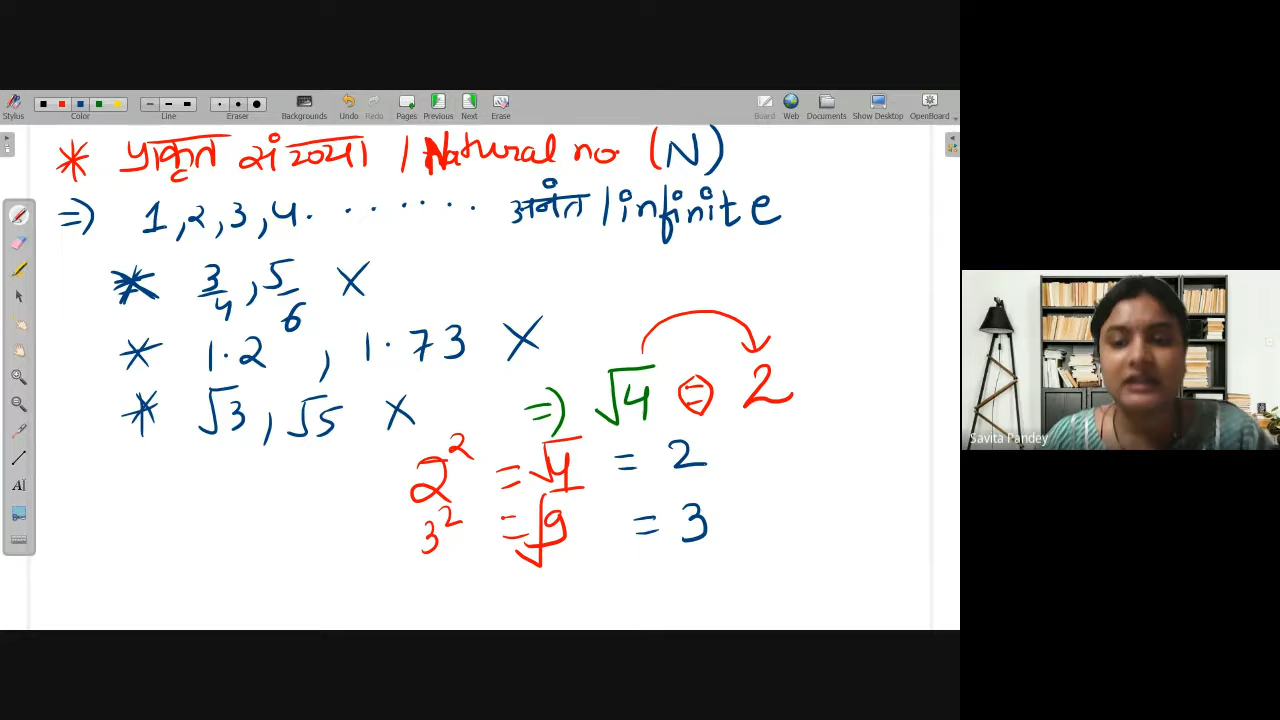 Stylus Color Line Eraser Backgrounds Undo Redo Pages Previous Next Erase Board Web Documents Show Desktop OpenBoard
* प्राकृत संख्या / Natural no (N)
=> 1, 2, 3, 4. ....... अनंत / infinite
* 3/4, 5/6 X
* 1.2, 1.73 X
* √3, √5 X => √4 = 2
2² = √4 = 2
3² = √9 = 3
Savita Pandey